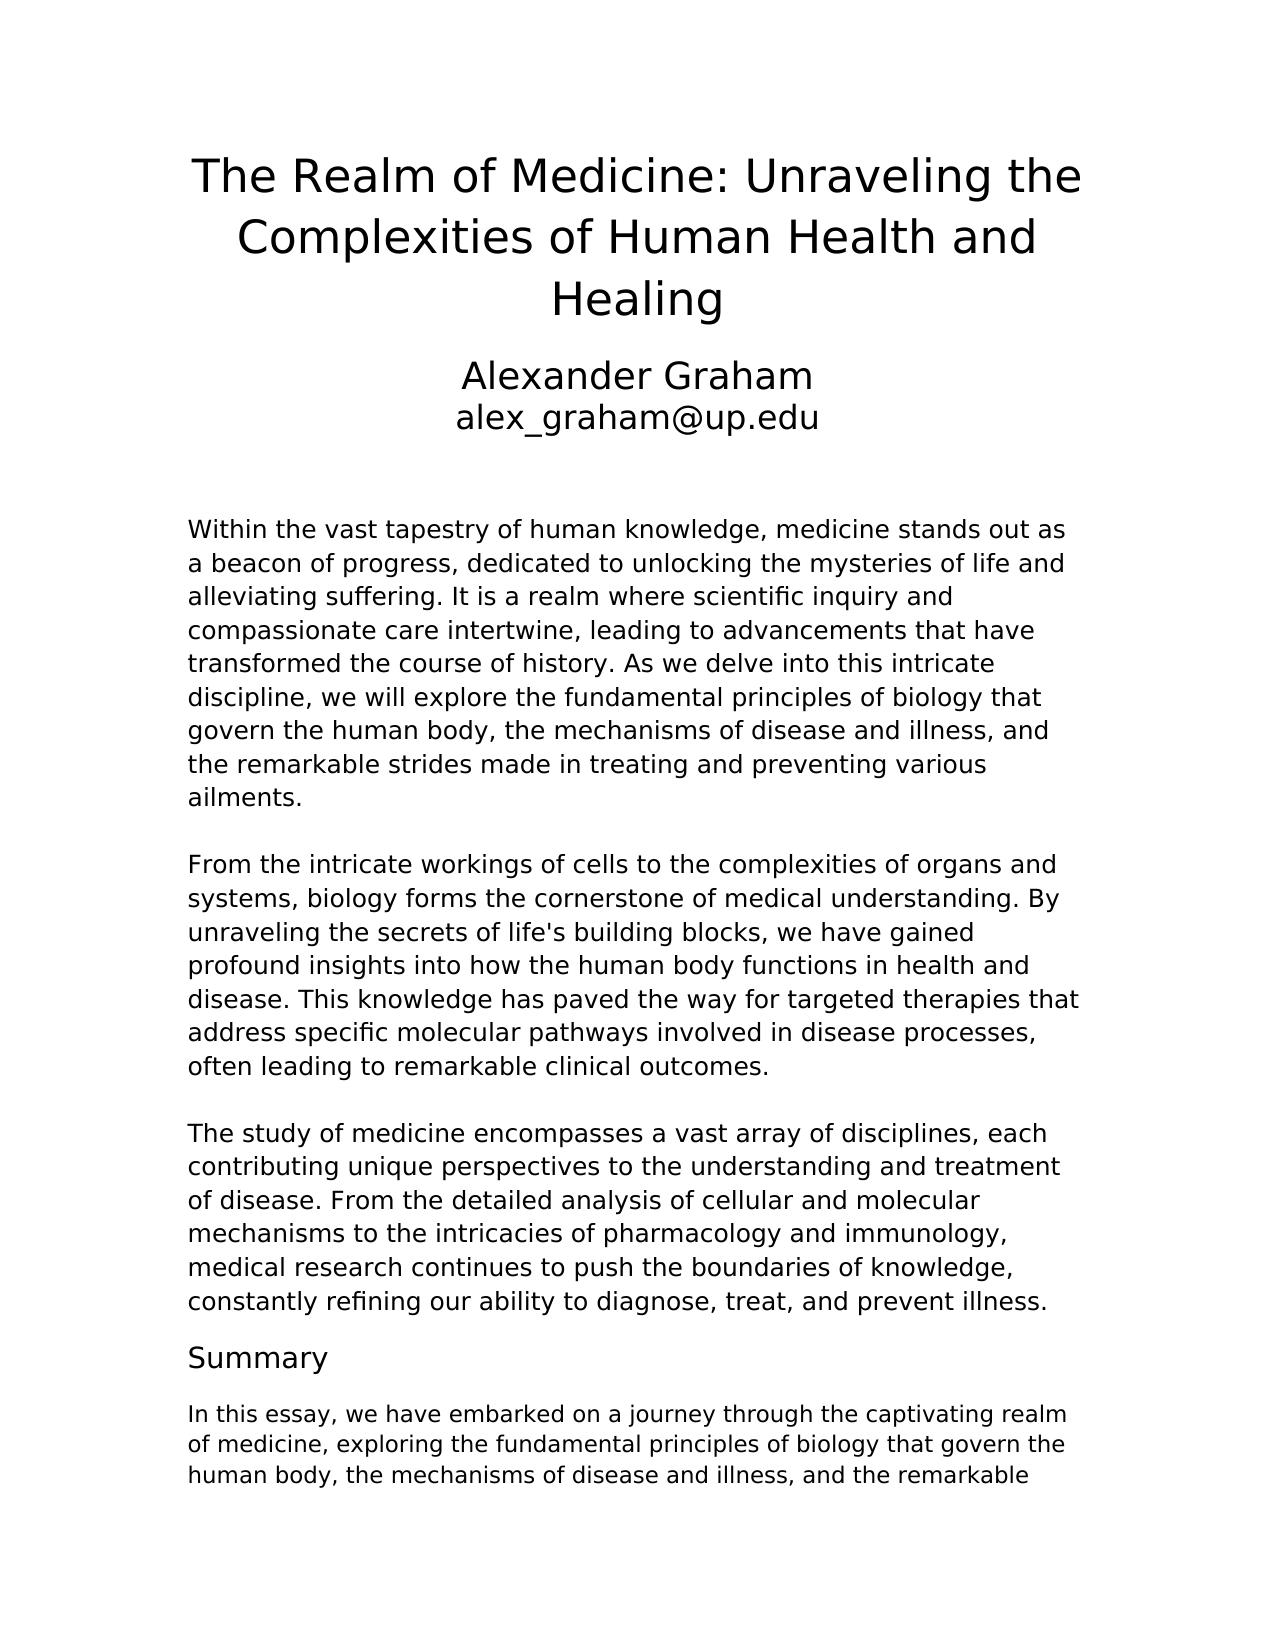 The Realm of Medicine: Unraveling the
Complexities of Human Health and
Healing
Alexander Graham
alex_graham@up.edu
Within the vast tapestry of human knowledge, medicine stands out as
a beacon of progress, dedicated to unlocking the mysteries of life and
alleviating suffering. It is a realm where scientific inquiry and
compassionate care intertwine, leading to advancements that have
transformed the course of history. As we delve into this intricate
discipline, we will explore the fundamental principles of biology that
govern the human body, the mechanisms of disease and illness, and
the remarkable strides made in treating and preventing various
ailments.
From the intricate workings of cells to the complexities of organs and
systems, biology forms the cornerstone of medical understanding. By
unraveling the secrets of life's building blocks, we have gained
profound insights into how the human body functions in health and
disease. This knowledge has paved the way for targeted therapies that
address specific molecular pathways involved in disease processes,
often leading to remarkable clinical outcomes.
The study of medicine encompasses a vast array of disciplines, each
contributing unique perspectives to the understanding and treatment
of disease. From the detailed analysis of cellular and molecular
mechanisms to the intricacies of pharmacology and immunology,
medical research continues to push the boundaries of knowledge,
constantly refining our ability to diagnose, treat, and prevent illness.
Summary
In this essay, we have embarked on a journey through the captivating realm
of medicine, exploring the fundamental principles of biology that govern the
human body, the mechanisms of disease and illness, and the remarkable